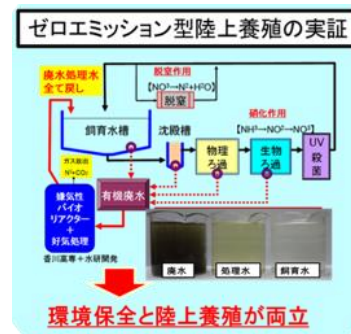 ゼロエミッション型陸上養殖の実証
廃水処理水
全て戻し
脱窒作用
【NO³→N²+H²O】
脱窒
飼育水槽
沈殿槽
硝化作用
【NH³→NO²→NO³】
物理
ろ過
生物
ろ過
UV
殺菌
ガス放出
N²+CO₂
有機廃水
嫌気性
バイオ
リアクター
+
好気処理
香川高専+水研開発
廃水
処理水
飼育水
環境保全と陸上養殖が両立